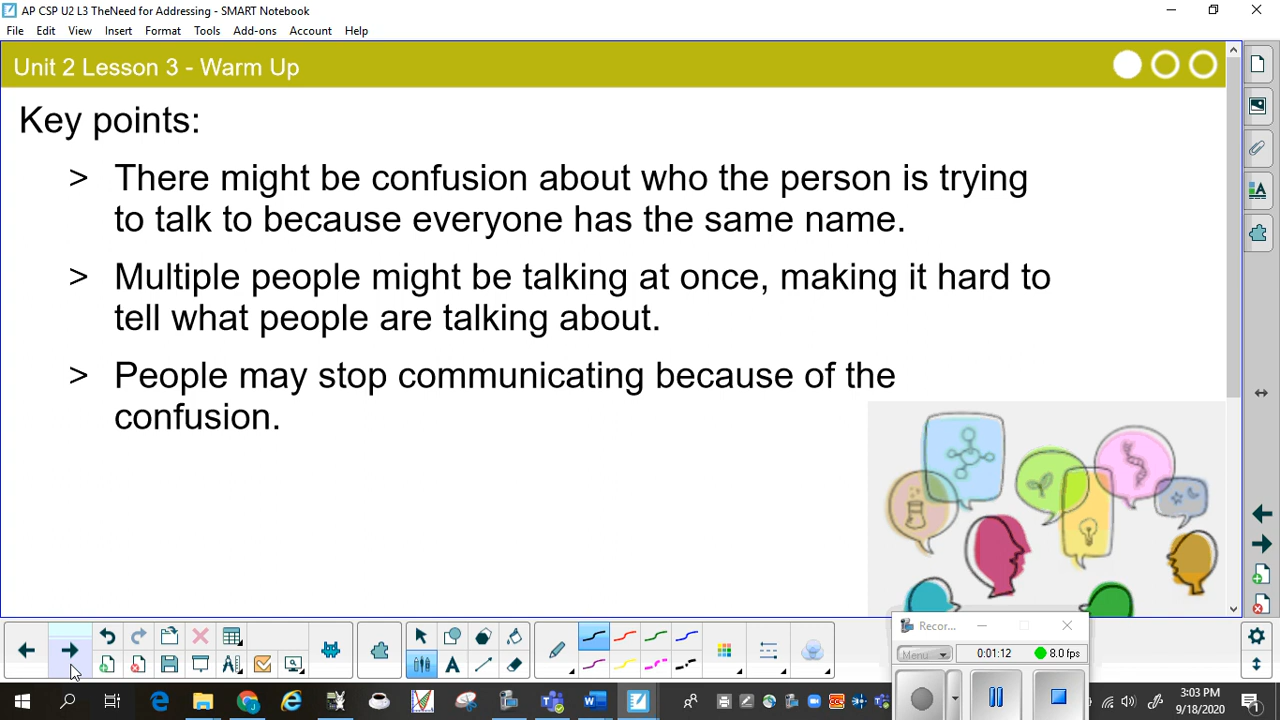 AP CSP U2 L3 TheNeed for Addressing - SMART Notebook
File Edit View Insert Format Tools Add-ons Account Help
Unit 2 Lesson 3 - Warm Up
Key points:
> There might be confusion about who the person is trying
to talk to because everyone has the same name.
> Multiple people might be talking at once, making it hard to
tell what people are talking about.
> People may stop communicating because of the
confusion.
Recor...
Menu 0:01:12 8.0 fps
3:03 PM
9/18/2020